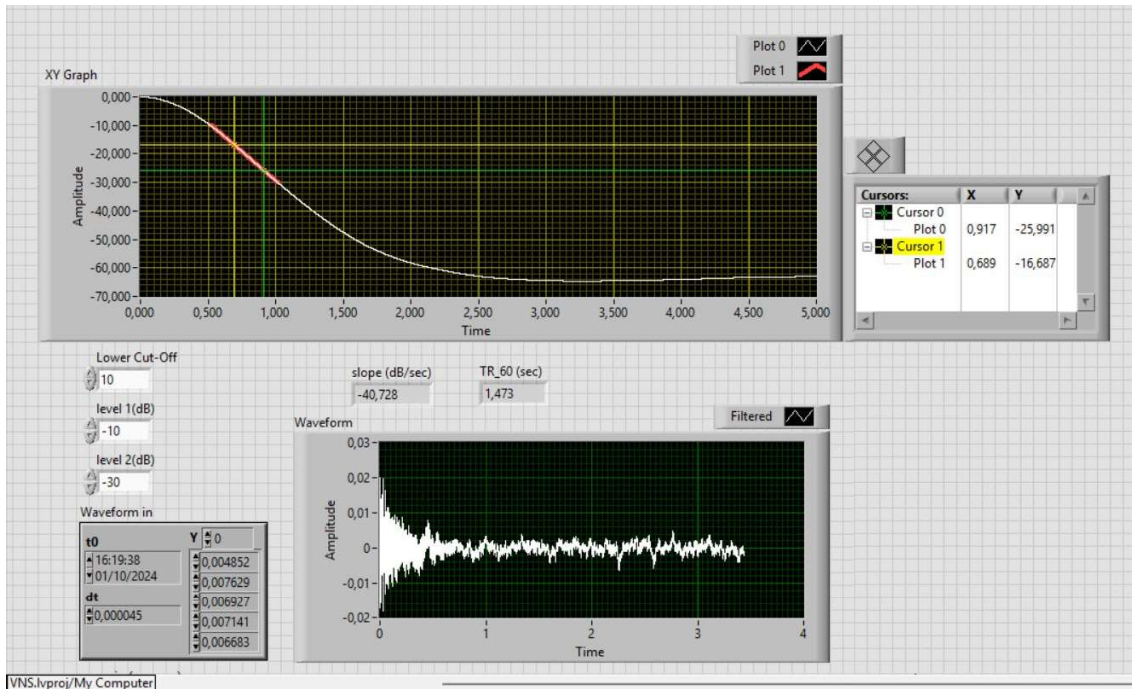 Plot 0
Plot 1
XY Graph
0,000
-10,000
-20,000
-30,000
-40,000
-50,000
-60,000
-70,000
Amplitude
0,000 0,500 1,000 1,500 2,000 2,500 3,000 3,500 4,000 4,500 5,000
Time
Cursors: X Y
Cursor 0
Plot 0 0,917 -25,991
Cursor 1
Plot 1 0,689 -16,687
Lower Cut-Off
10
level 1(dB)
-10
level 2(dB)
-30
slope (dB/sec) TR_60 (sec)
-40,728 1,473
Filtered
Waveform
0,03
0,02
0,01
0
-0,01
-0,02
Amplitude
0 1 2 3 4
Time
Waveform in
t0
16:19:38
01/10/2024
dt
0,000045
Y 0
0,004852
0,007629
0,006927
0,007141
0,006683
VNS.lvproj/My Computer